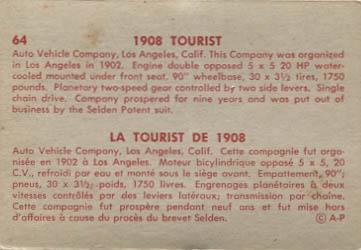 64
1908 TOURIST
Auto Vehicle Company, Los Angeles, Calif. This Company was organized
in Los Angeles in 1902. Engine double opposed 5 x 5 20 HP water-
cooled mounted under front seat. 90" wheelbase, 30 x 3½ tires, 1750
pounds. Planetary two-speed gear controlled by two side levers. Single
chain drive. Company prospered for nine years and was put out of
business by the Selden Patent suit.
LA TOURIST DE 1908
Auto Vehicle Company, Los Angeles, Calif. Cette compagnie fut orga-
nisée en 1902 à Los Angeles. Moteur bicylindrique opposé 5 x 5, 20
C.V., refroidi par eau et monté sous le siège avant. Empattement, 90";
pneus, 30 x 3½-poids, 1750 livres. Engrenages planétaires à deux
vitesses contrôlés par des leviers latéraux; transmission par chaîne.
Cette compagnie fut prospère pendant neuf ans et fut mise hors
d'affaires à cause du procès du brevet Selden.
© A-P